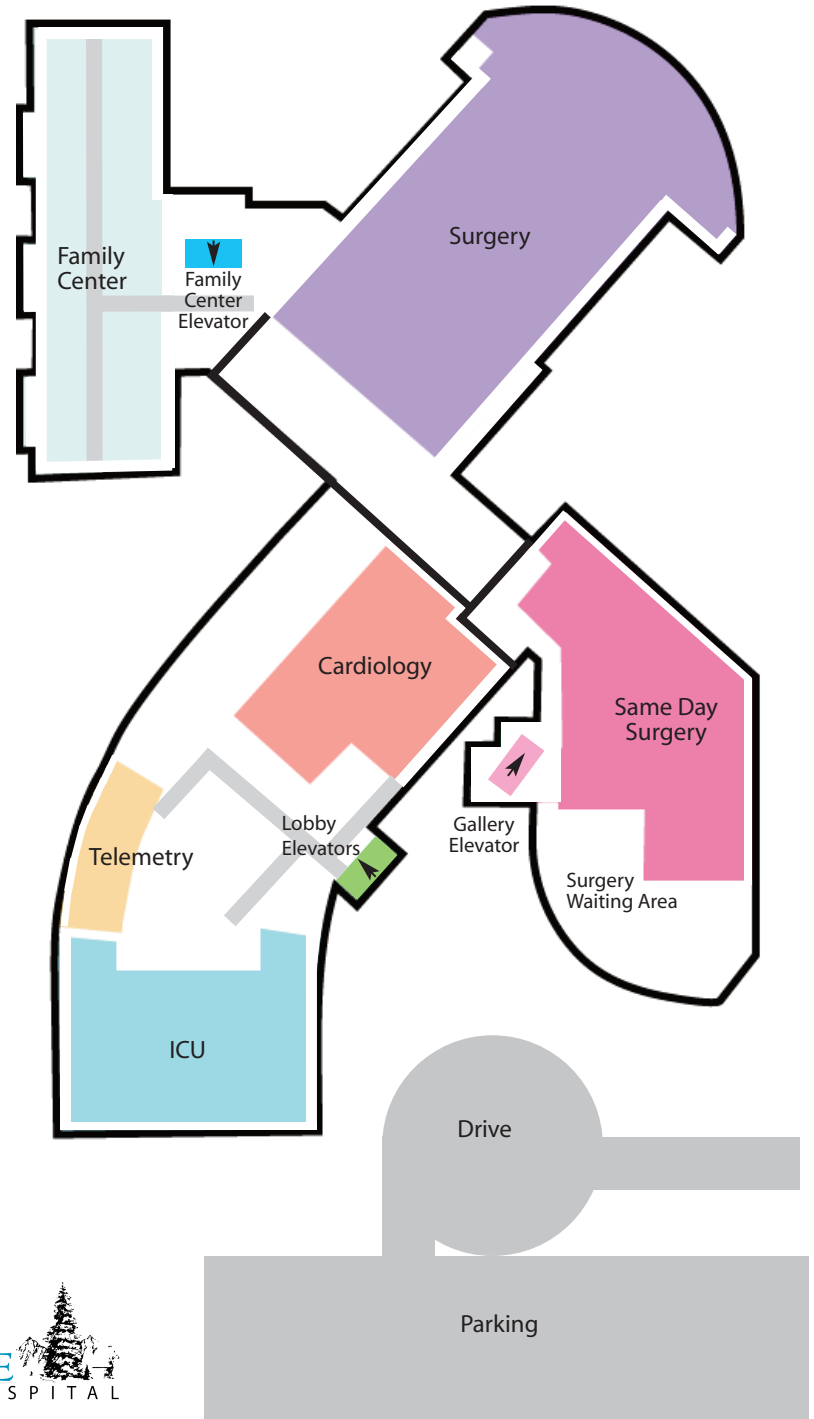 Surgery
Family
Center
Family
Center
Elevator
Cardiology
Same Day
Surgery
Lobby
Elevators
Gallery
Elevator
Telemetry
Surgery
Waiting Area
ICU
Drive
Parking
E
SPITAL